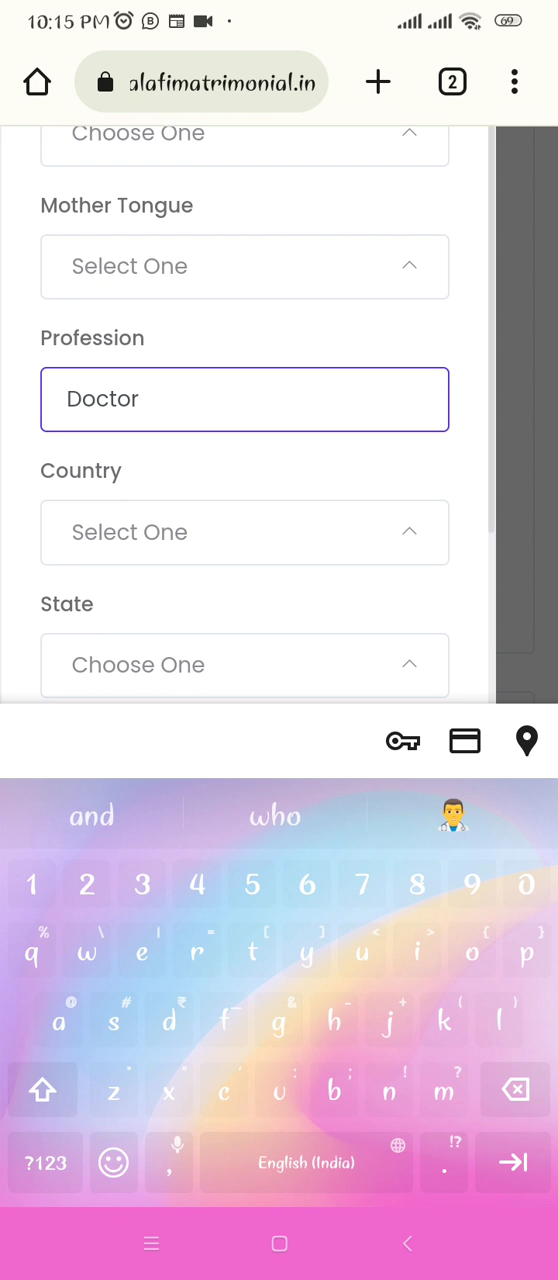 10:15 PM
69
alafimatrimonial.in
2
Choose One
Mother Tongue
Select One
Profession
Doctor
Country
Select One
State
Choose One
and who
1 2 3 4 5 6 7 8 9 0
% \ | = [ ] < > { }
q w e r t y u i o p
@ # ₹ _ & - + ( )
a s d f g h j k l
* " ' : ; ! ?
z x c v b n m
?123 , English (India) !? .